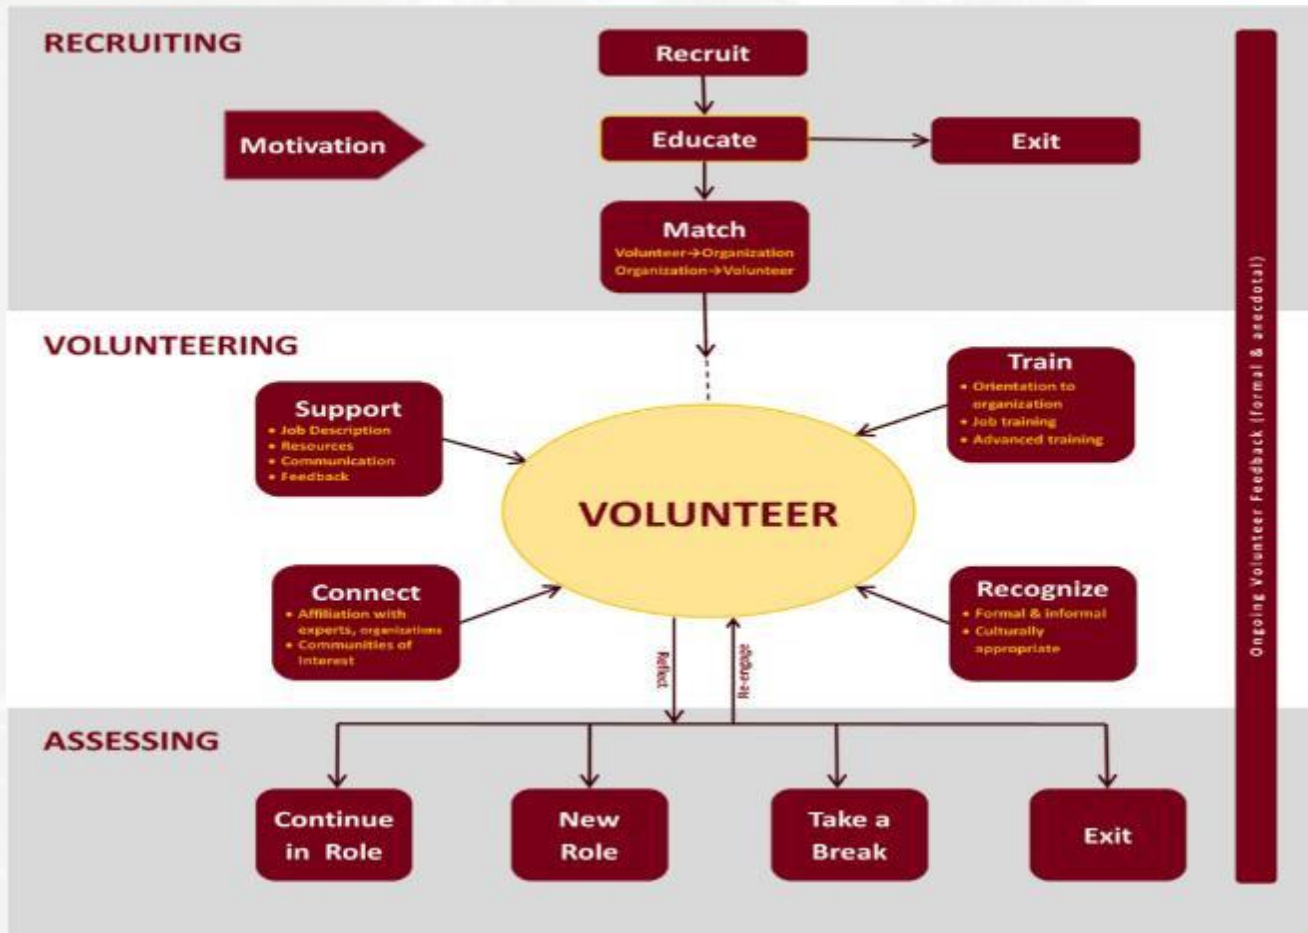 RECRUITING
Recruit
Motivation
Educate
Exit
Match
Volunteer→Organization
Organization→Volunteer
VOLUNTEERING
Support
• Job Description
• Resources
• Communication
• Feedback
Train
• Orientation to
organization
• Job training
• Advanced training
VOLUNTEER
Connect
• Affiliation with
experts, organizations
• Communities of
Interest
Recognize
• Formal & informal
• Culturally
appropriate
Reflect
Re-engage
ASSESSING
Continue
in Role
New
Role
Take a
Break
Exit
Ongoing Volunteer Feedback (formal & anecdotal)